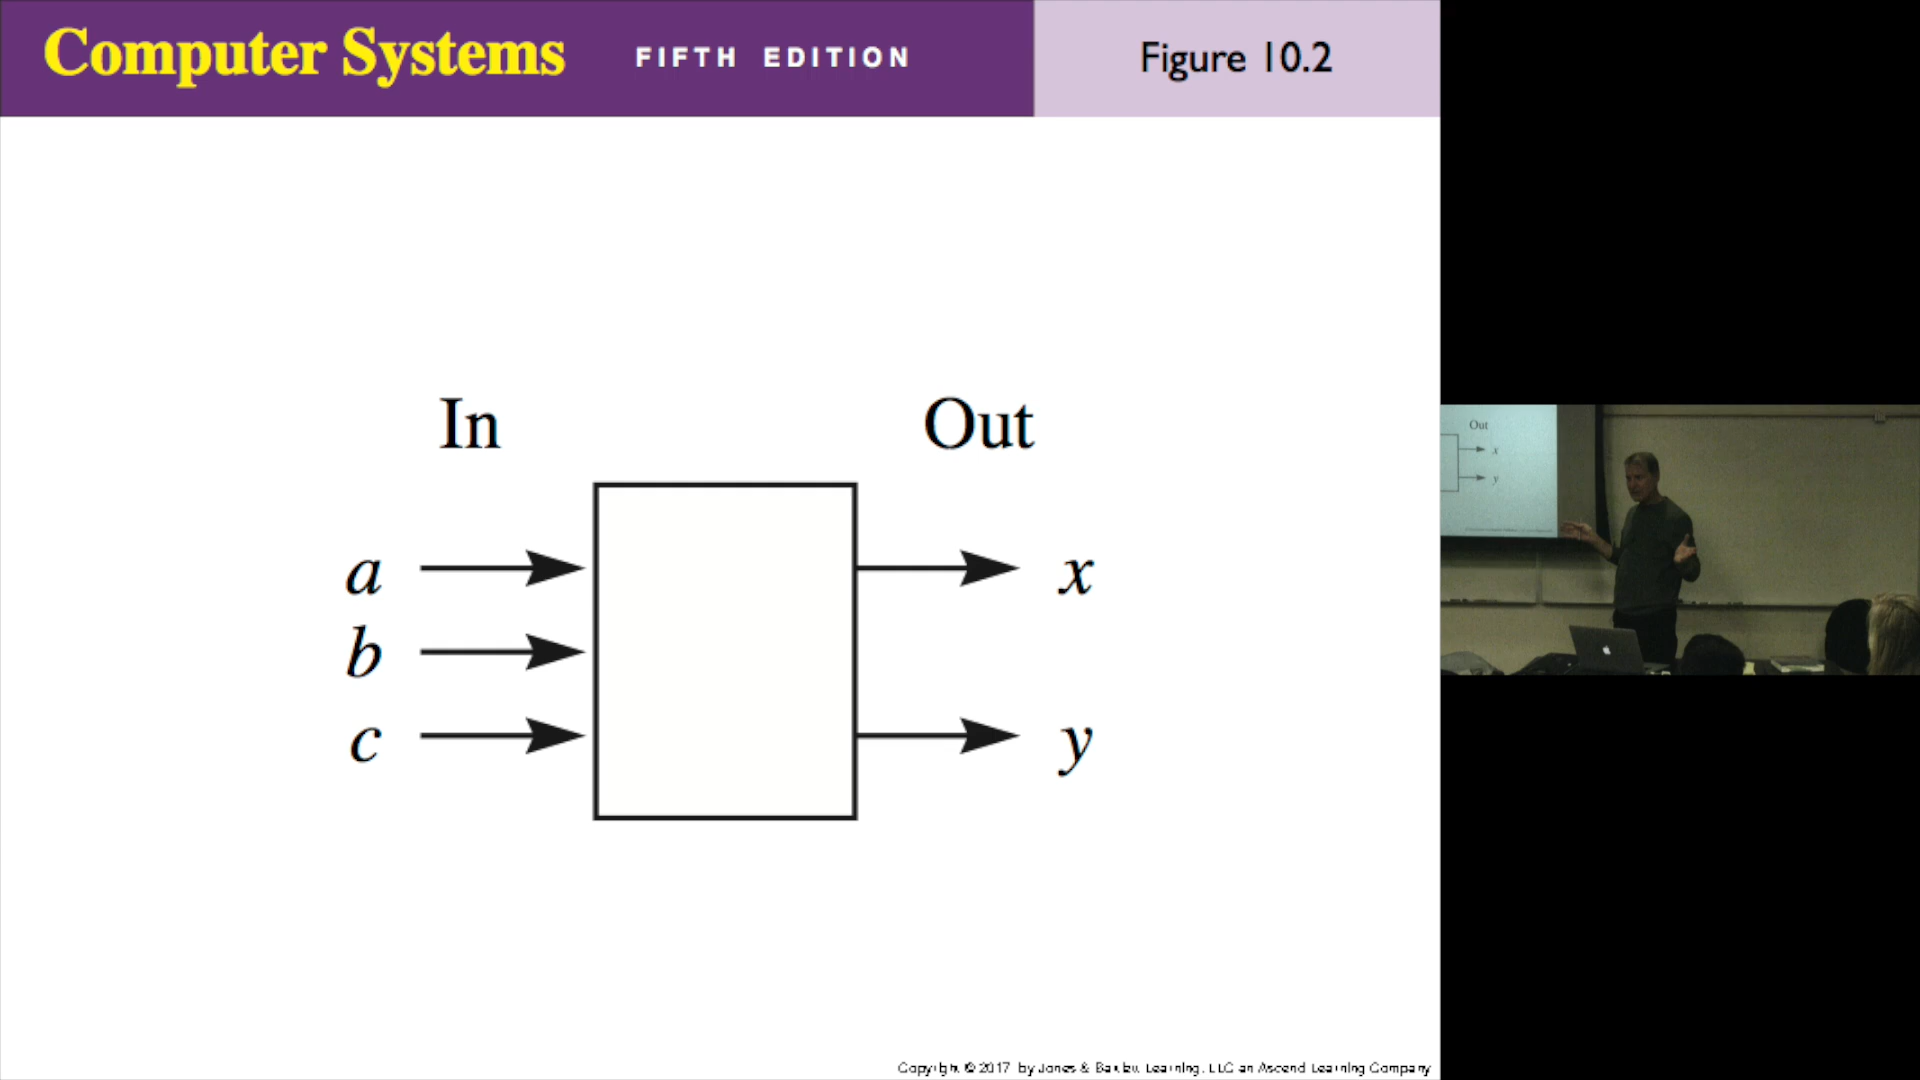 Computer Systems FIFTH EDITION Figure 10.2
In Out
a x
b
c y
Copyright © 2017 by Jones & Bartlett Learning, LLC an Ascend Learning Company
Out
x
y